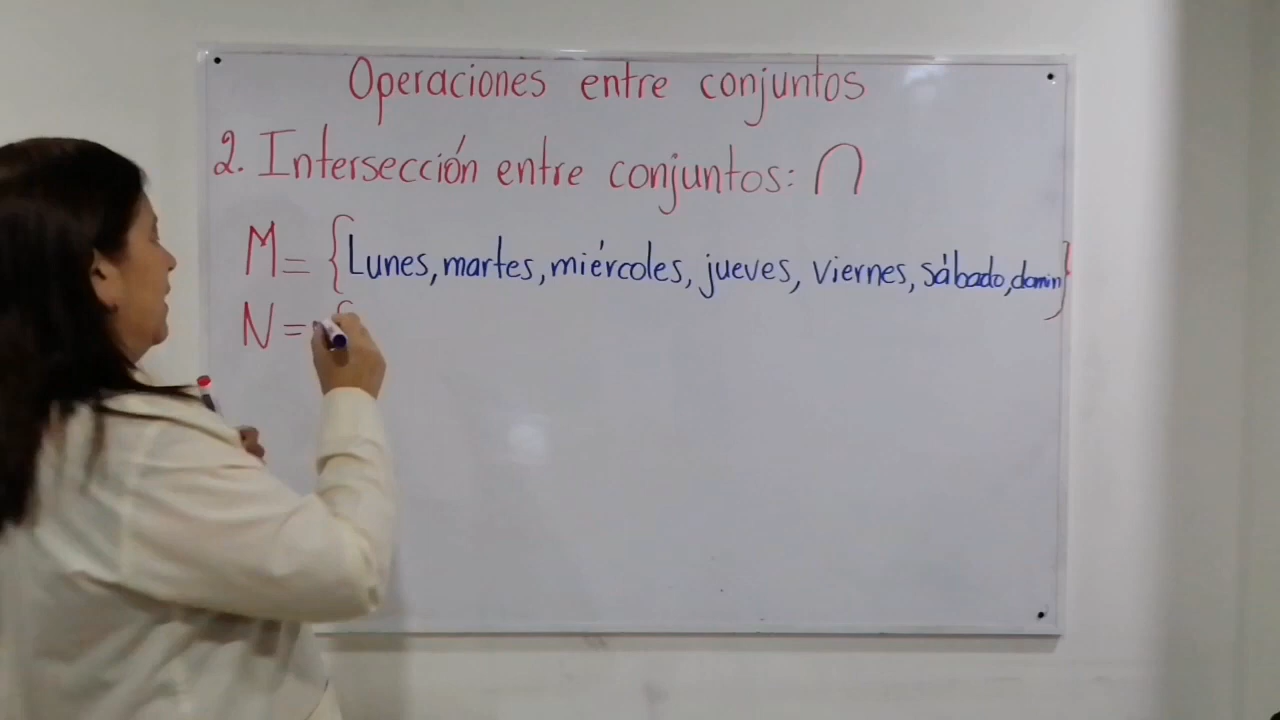 Operaciones entre conjuntos
2. Intersección entre conjuntos: ∩
M = {Lunes, martes, miércoles, jueves, viernes, sábado, domin}
N = {